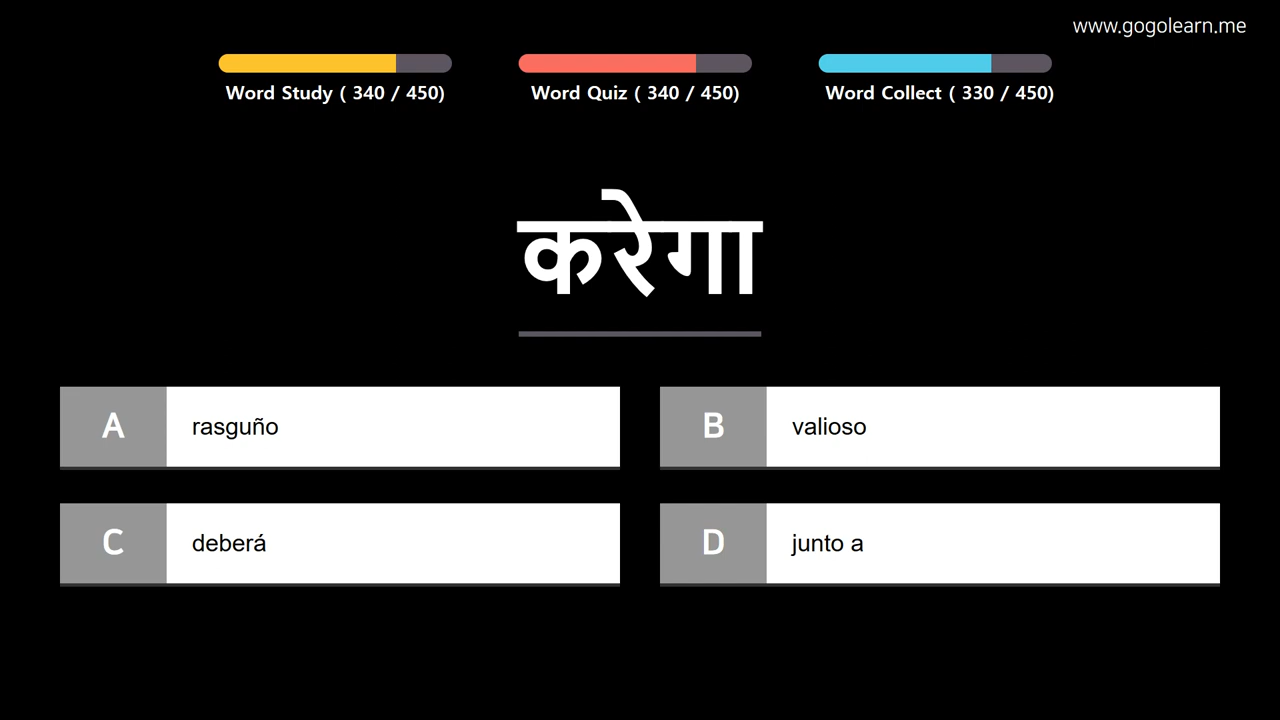 www.gogolearn.me
Word Study ( 340 / 450)
Word Quiz ( 340 / 450)
Word Collect ( 330 / 450)
करेगा
A rasguño
B valioso
C deberá
D junto a